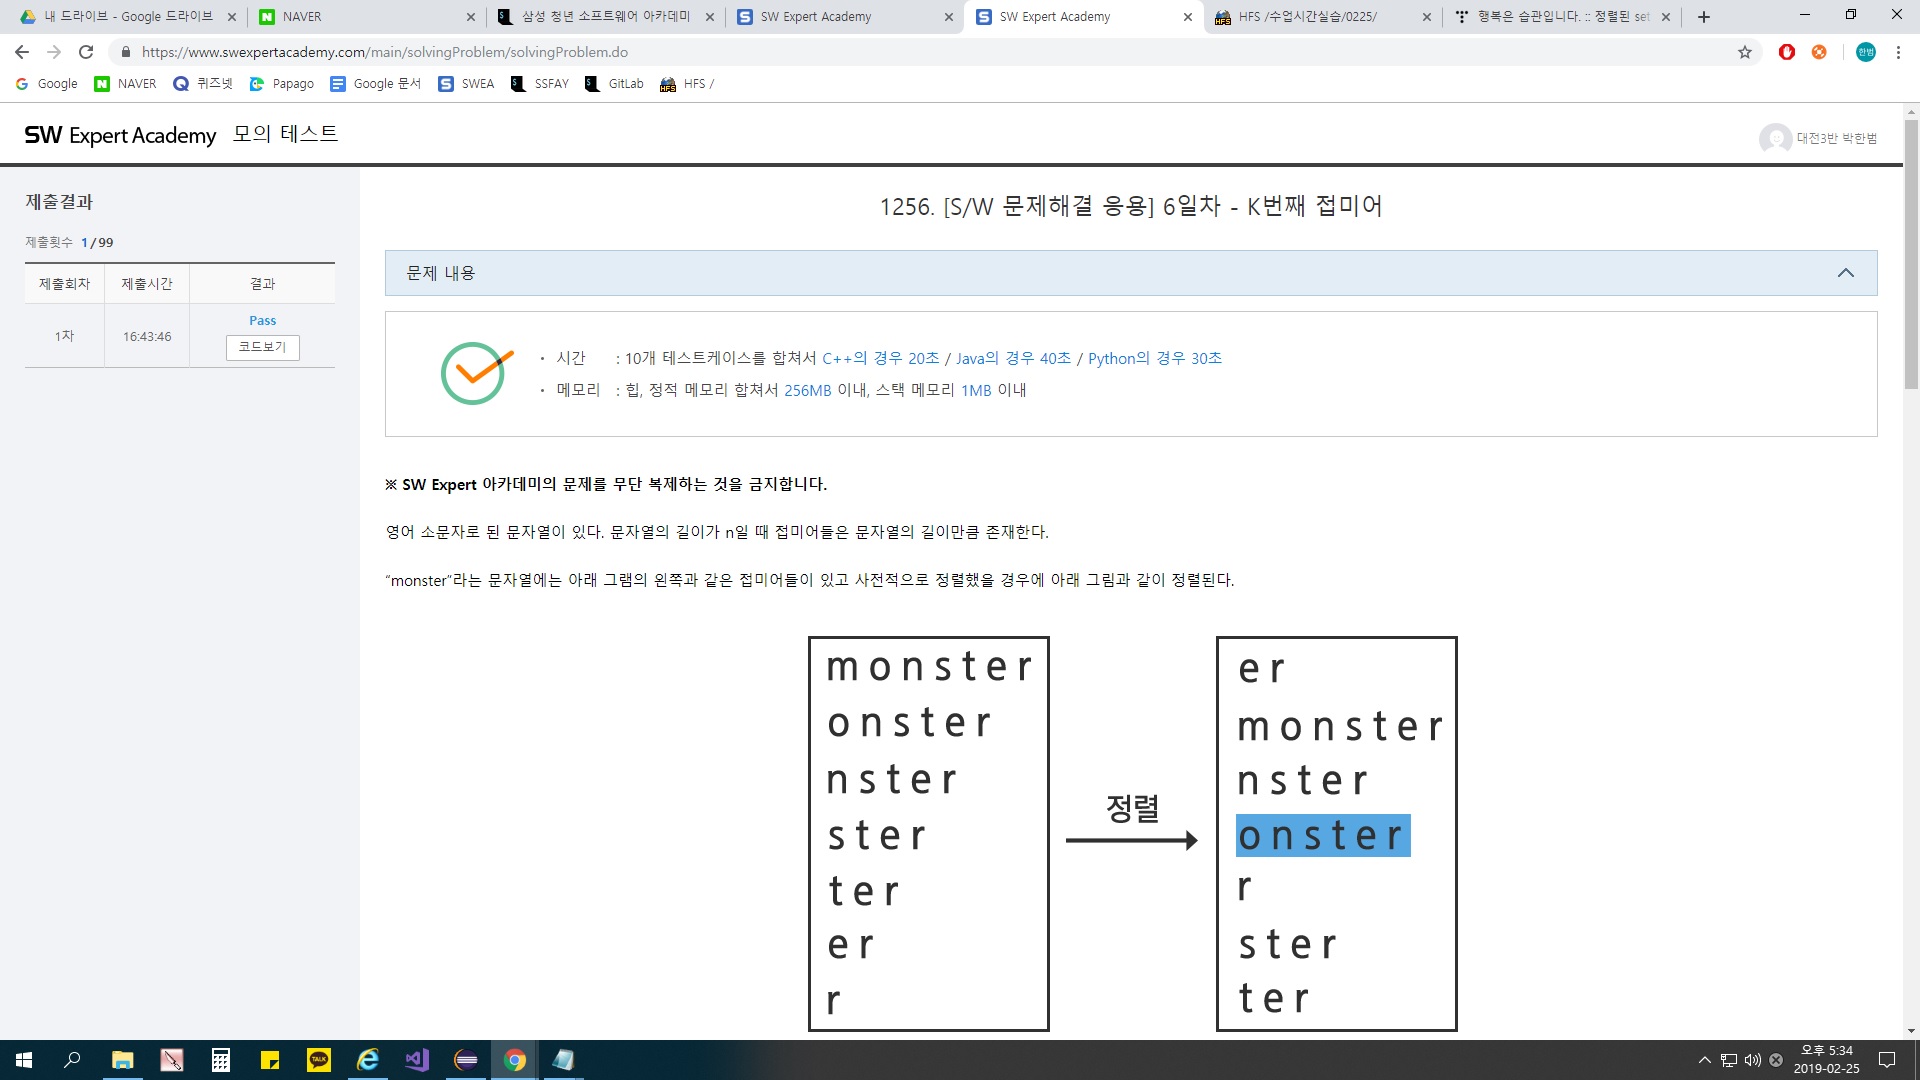 내 드라이브 - Google 드라이브
NAVER
삼성 청년 소프트웨어 아카데미
SW Expert Academy
SW Expert Academy
HFS /수업시간실습/0225/
행복은 습관입니다. :: 정렬된 set
https://www.swexpertacademy.com/main/solvingProblem/solvingProblem.do
한범
Google
NAVER
퀴즈넷
Papago
Google 문서
SWEA
SSFAY
GitLab
HFS /
SW Expert Academy 모의 테스트
대전3반 박한범
제출결과
제출횟수 1 / 99
제출회차 제출시간 결과
1차 16:43:46 Pass
코드보기
1256. [S/W 문제해결 응용] 6일차 - K번째 접미어
문제 내용
· 시간 : 10개 테스트케이스를 합쳐서 C++의 경우 20초 / Java의 경우 40초 / Python의 경우 30초
· 메모리 : 힙, 정적 메모리 합쳐서 256MB 이내, 스택 메모리 1MB 이내
※ SW Expert 아카데미의 문제를 무단 복제하는 것을 금지합니다.
영어 소문자로 된 문자열이 있다. 문자열의 길이가 n일 때 접미어들은 문자열의 길이만큼 존재한다.
“monster”라는 문자열에는 아래 그램의 왼쪽과 같은 접미어들이 있고 사전적으로 정렬했을 경우에 아래 그림과 같이 정렬된다.
monster
onster
nster
ster
ter
er
r
정렬
er
monster
nster
onster
r
ster
ter
TALK
오후 5:34
2019-02-25